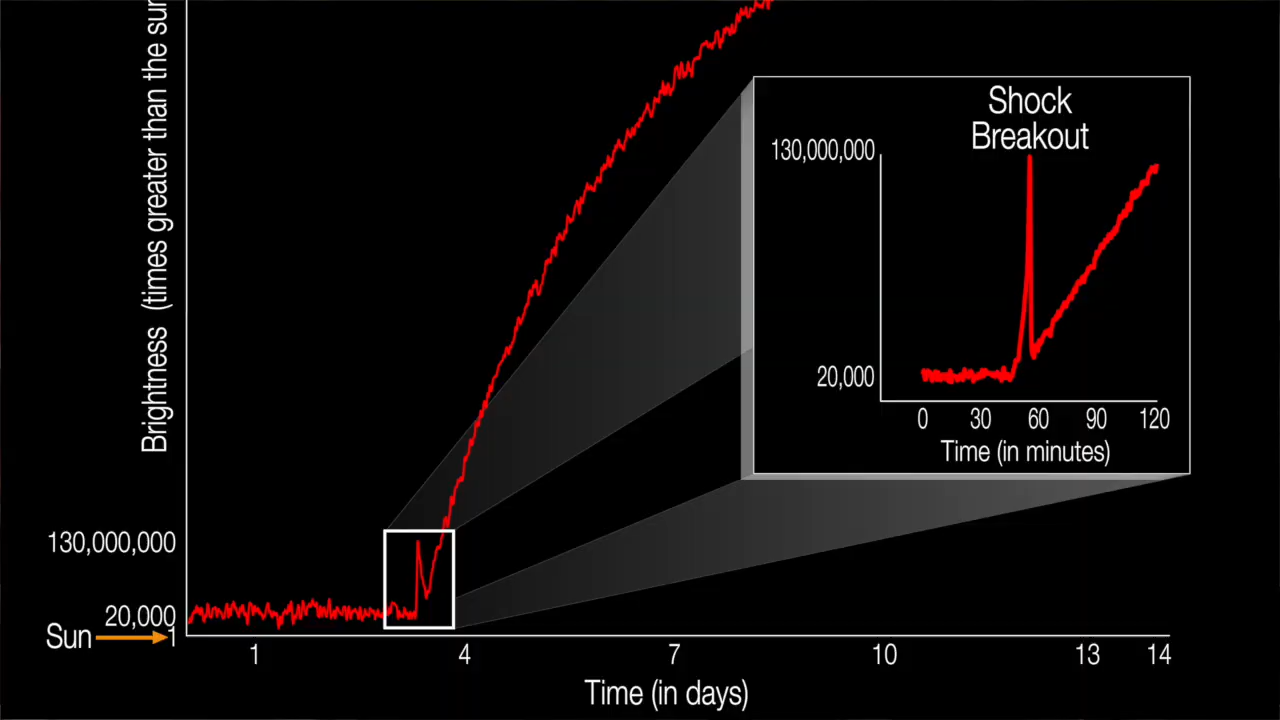 Brightness (times greater than the sun
130,000,000
20,000
Sun
1
1 4 7 10 13 14
Time (in days)
Shock
Breakout
130,000,000
20,000
0 30 60 90 120
Time (in minutes)